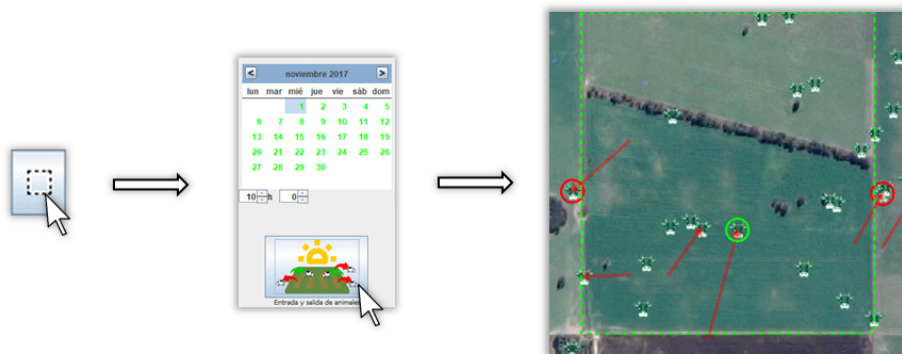 < noviembre 2017 >
lun mar mié jue vie sáb dom
1 2 3 4 5
6 7 8 9 10 11 12
13 14 15 16 17 18 19
20 21 22 23 24 25 26
27 28 29 30
10 h 0
Entrada y salida de animales